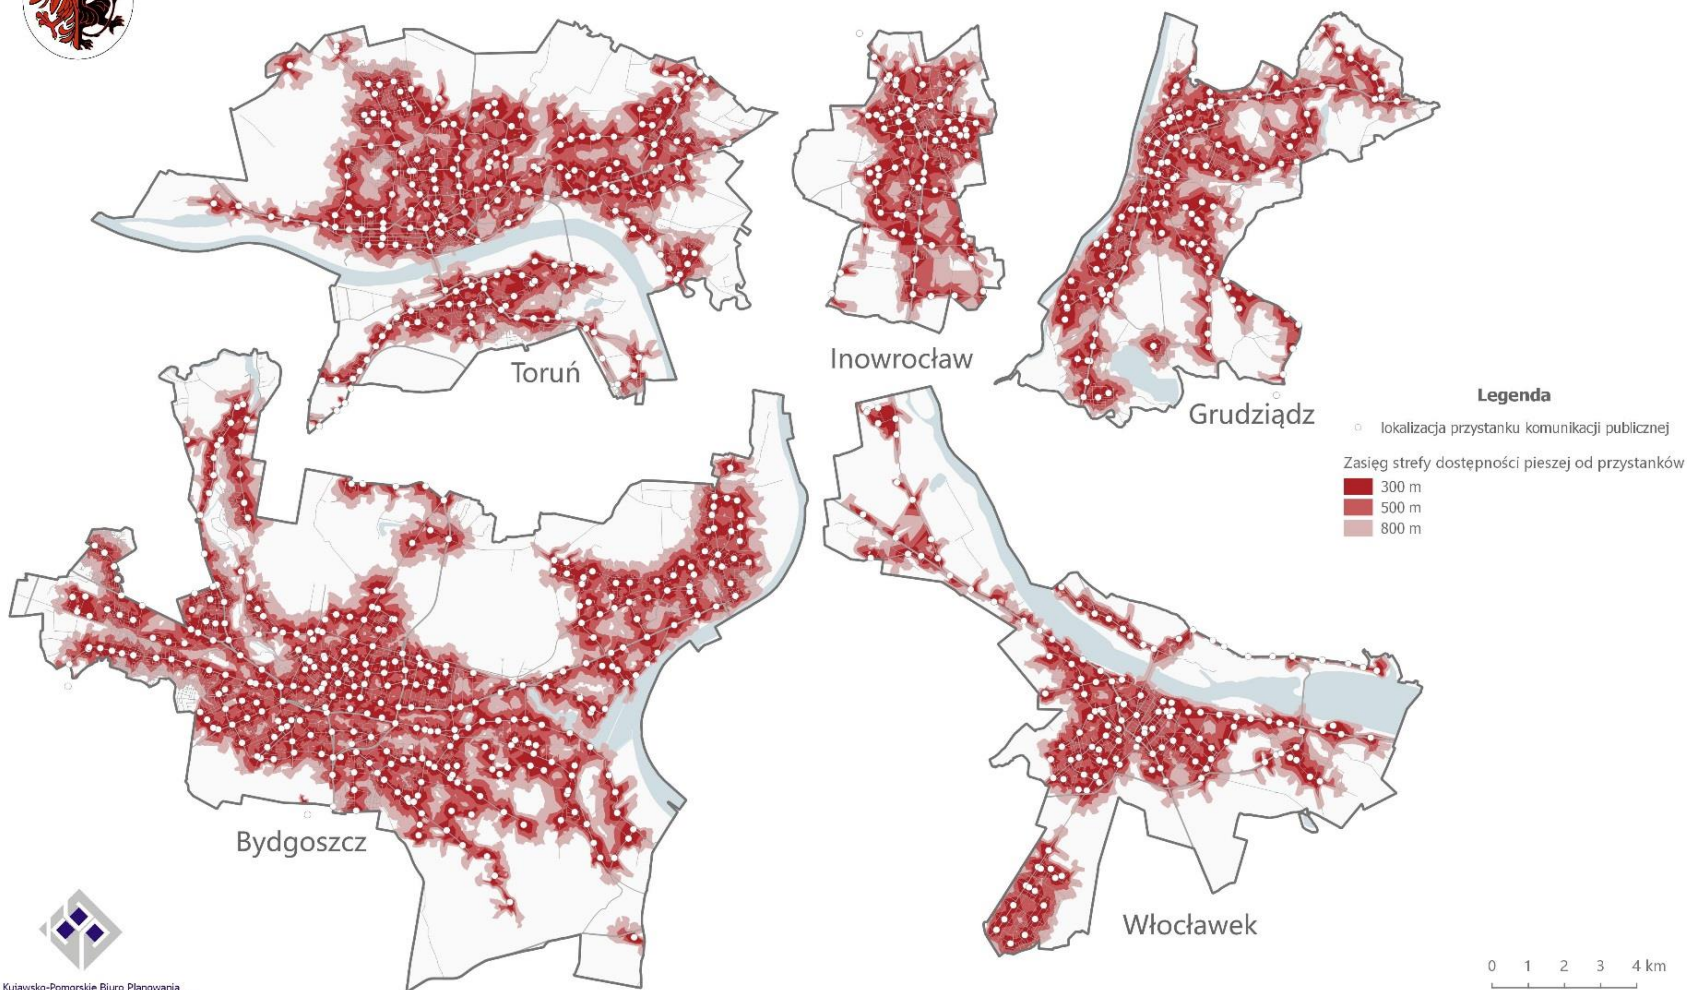 Toruń
Inowrocław
Grudziądz
Legenda
lokalizacja przystanku komunikacji publicznej
Zasięg strefy dostępności pieszej od przystanków
300 m
500 m
800 m
Bydgoszcz
Włocławek
0 1 2 3 4 km
Kujawsko-Pomorskie Biuro Planowania